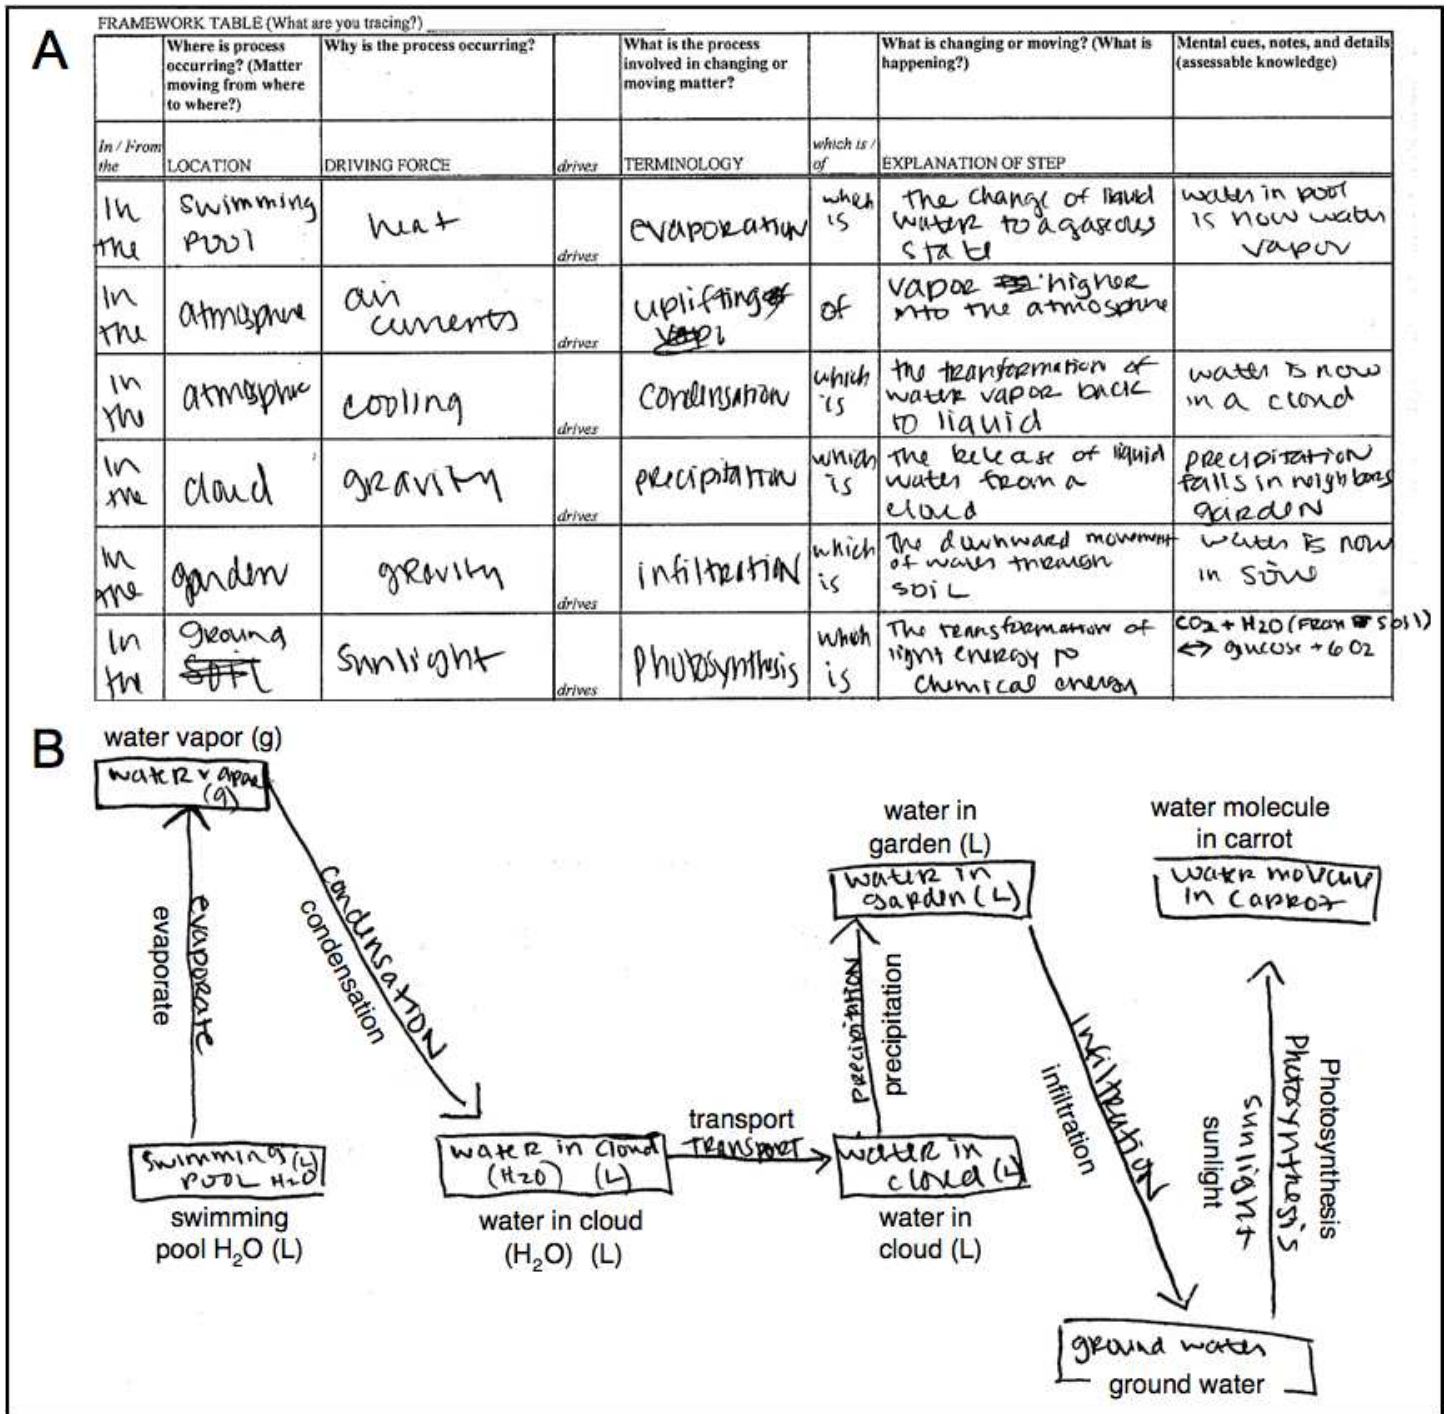 A
FRAMEWORK TABLE (What are you tracing?)
Where is process
occurring? (Matter
moving from where
to where?)
Why is the process occurring?
What is the process
involved in changing or
moving matter?
What is changing or moving? (What is
happening?)
Mental cues, notes, and details
(assessable knowledge)
In / From
the
LOCATION
DRIVING FORCE
drives
TERMINOLOGY
which is /
of
EXPLANATION OF STEP
In
the
swimming
pool
heat
drives
evaporation
which
is
the change of liquid
water to a gaseous
state
water in pool
is now water
vapor
In
the
atmosphere
air
currents
drives
uplifting
of
vapor higher
into the atmosphere
In
the
atmospher
cooling
drives
condensation
which
is
the transformation of
water vapor back
to liquid
water is now
in a cloud
In
the
cloud
gravity
drives
precipitation
which
is
the release of liquid
water from a
cloud
precipitation
falls in neighbors
garden
In
the
garden
gravity
drives
infiltration
which
is
The downward movement
of water through
soil
water is now
in
In
the
ground
soil
sunlight
drives
photosynthesis
which
is
The transformation of
light energy to
chemical energy
CO2 + H2O (from soil)
↔ glucose + 6 O2
B
water vapor (g)
water vapor
(g)
evaporate
evaporate
swimming (L)
pool H2O
swimming
pool H₂O (L)
condensation
condensation
water in cloud
(H2O) (L)
water in cloud
(H₂O) (L)
transport
transport
water in
cloud (L)
water in
cloud (L)
precipitation
precipitation
water in
garden (L)
water in
garden (L)
infiltration
infiltration
ground water
ground water
Photosynthesis
Photosynthesis
sunlight
sunlight
water molecule
in carrot
water molecule
in carrot